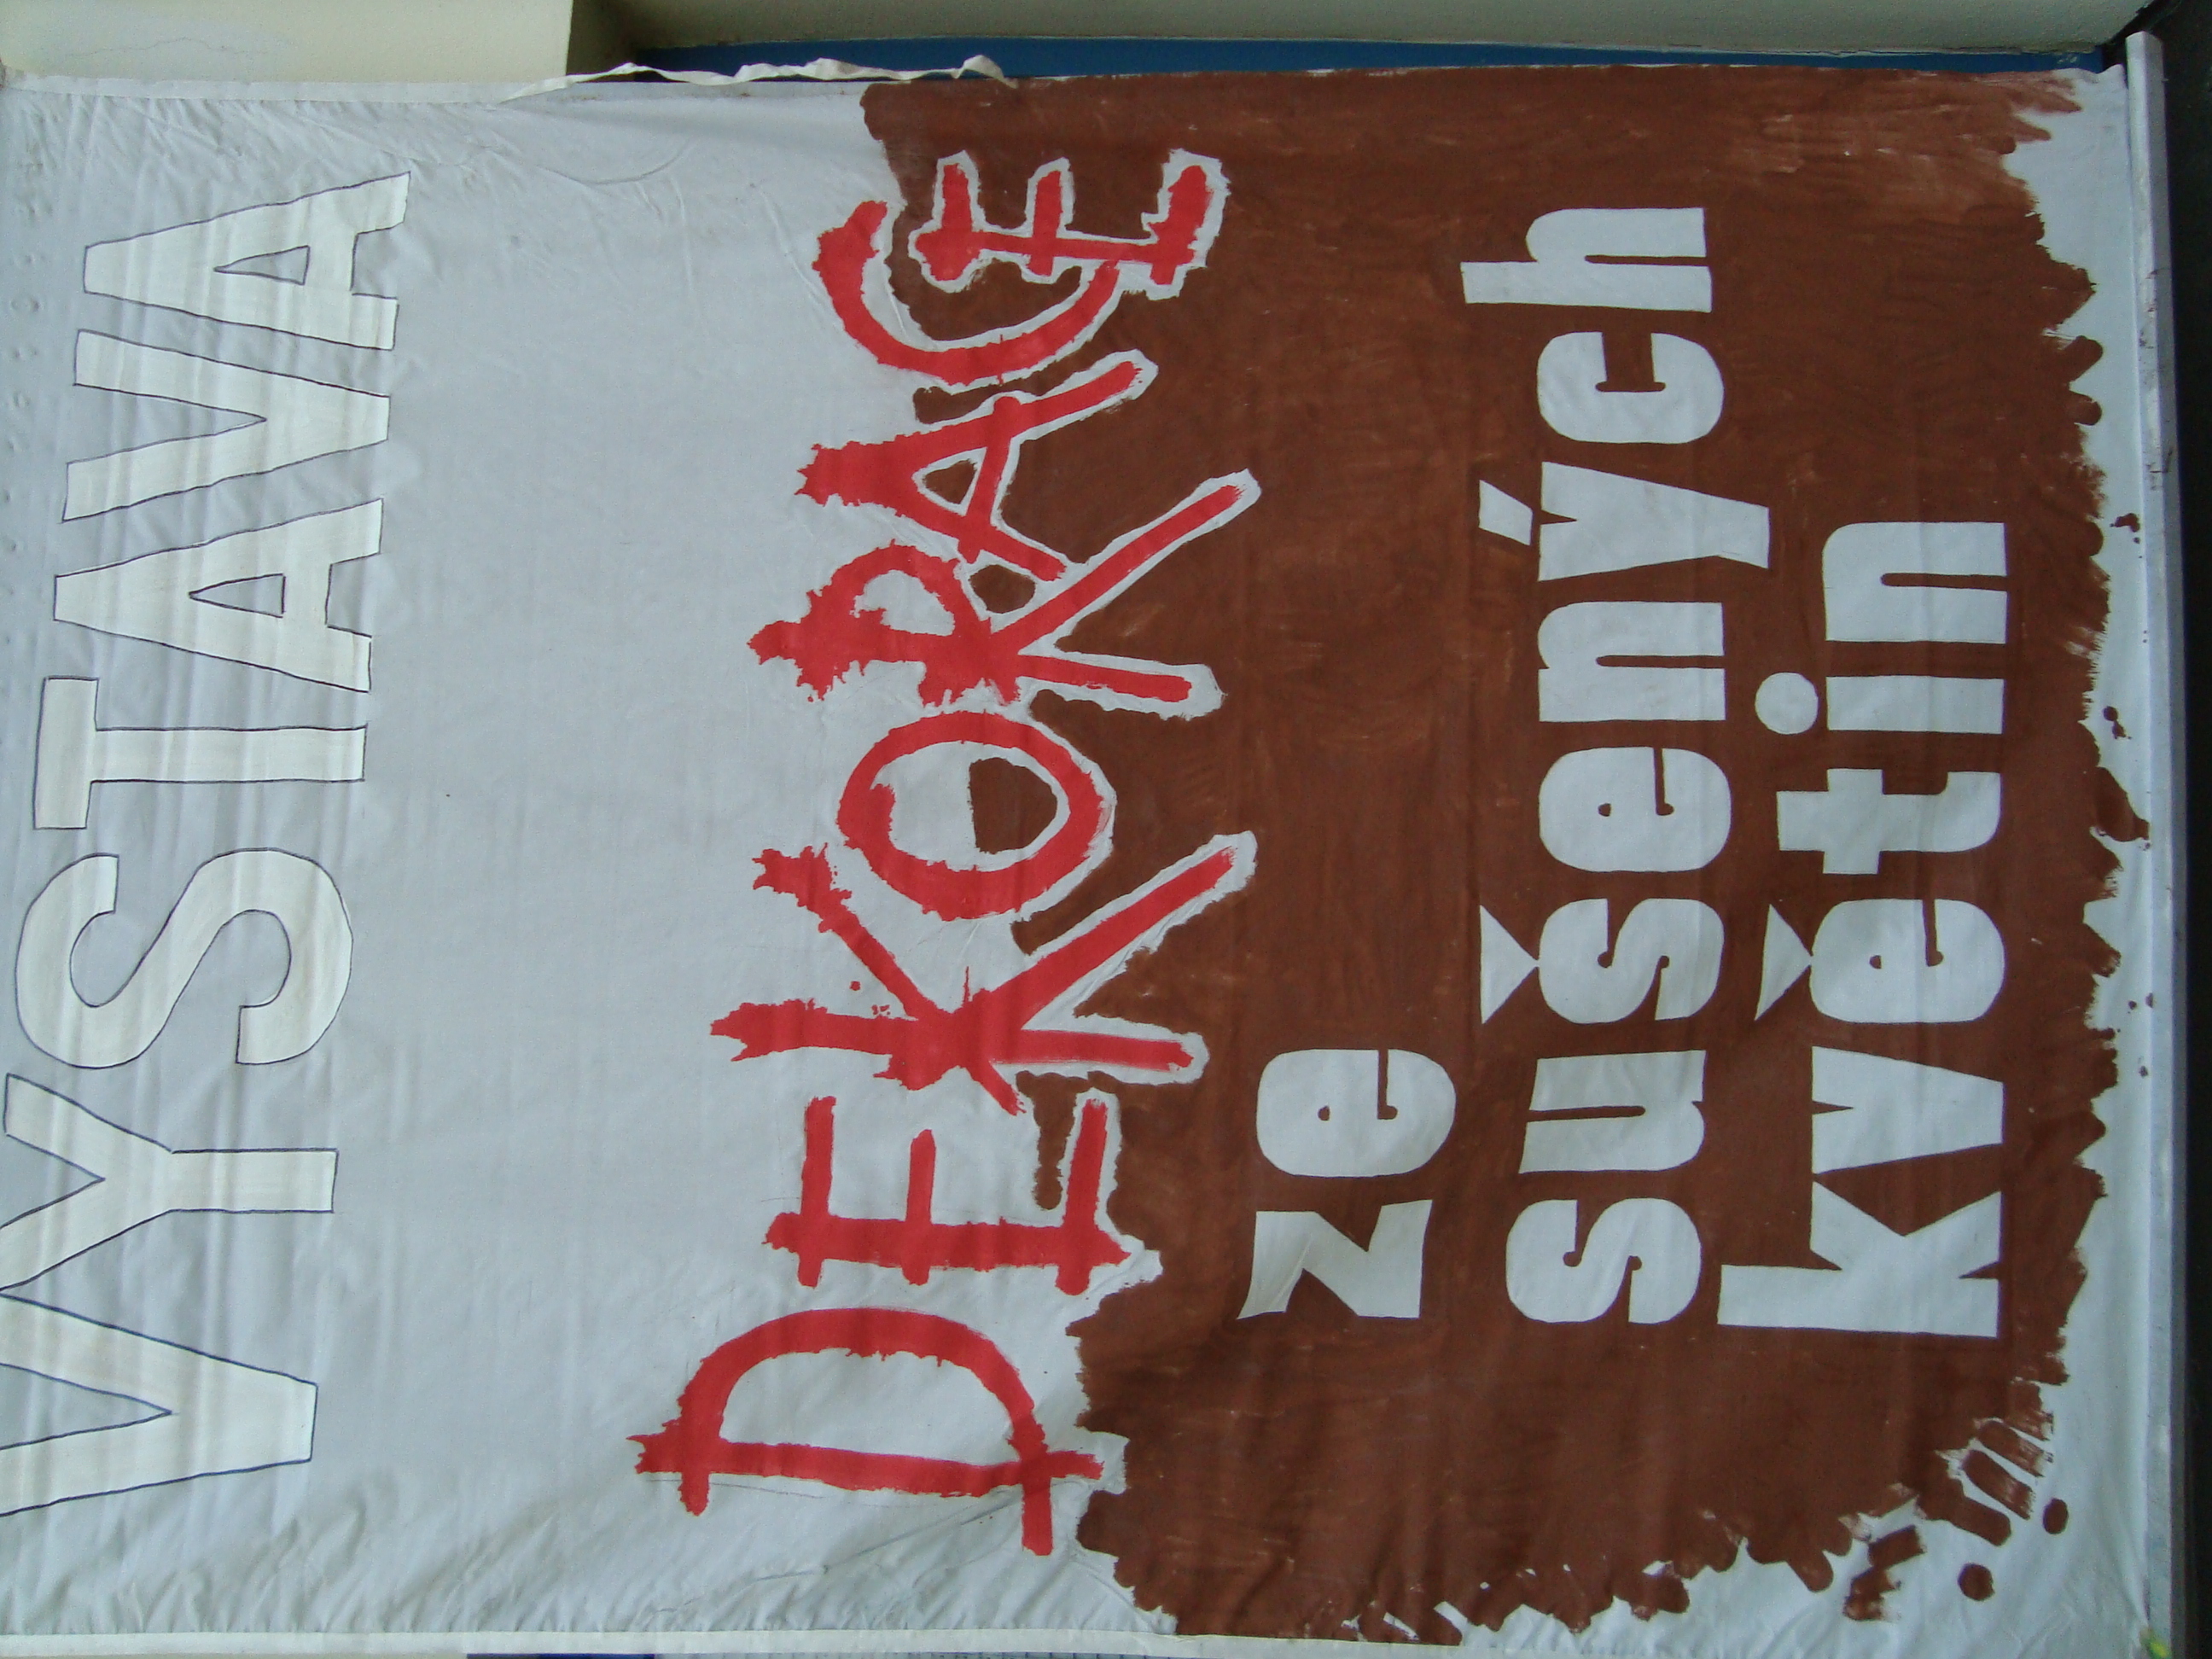 VÝSTAVA
DEKORACE
ze
sušených
květin